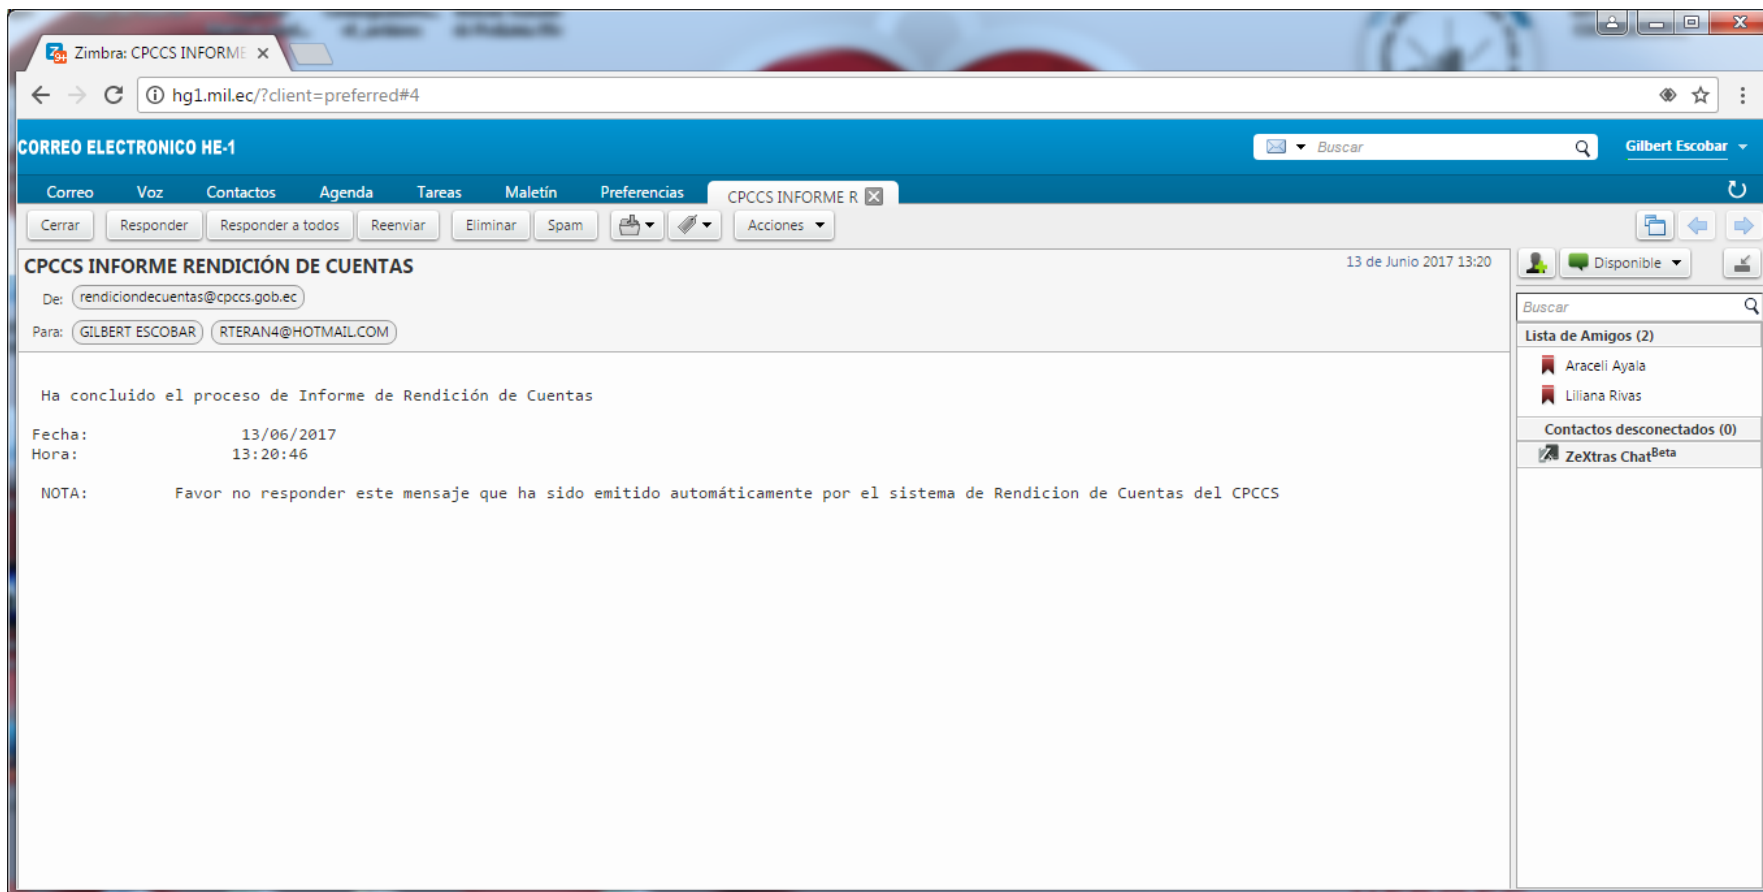 Zimbra: CPCCS INFORME
hg1.mil.ec/?client=preferred#4
CORREO ELECTRONICO HE-1
Buscar
Gilbert Escobar
Correo Voz Contactos Agenda Tareas Maletín Preferencias CPCCS INFORME R
Cerrar Responder Responder a todos Reenviar Eliminar Spam Acciones
CPCCS INFORME RENDICIÓN DE CUENTAS 13 de Junio 2017 13:20
De: rendiciondecuentas@cpccs.gob.ec
Para: GILBERT ESCOBAR RTERAN4@HOTMAIL.COM
Ha concluido el proceso de Informe de Rendición de Cuentas
Fecha: 13/06/2017
Hora: 13:20:46
NOTA: Favor no responder este mensaje que ha sido emitido automáticamente por el sistema de Rendicion de Cuentas del CPCCS
Disponible
Buscar
Lista de Amigos (2)
Araceli Ayala
Liliana Rivas
Contactos desconectados (0)
ZeXtras Chat Beta